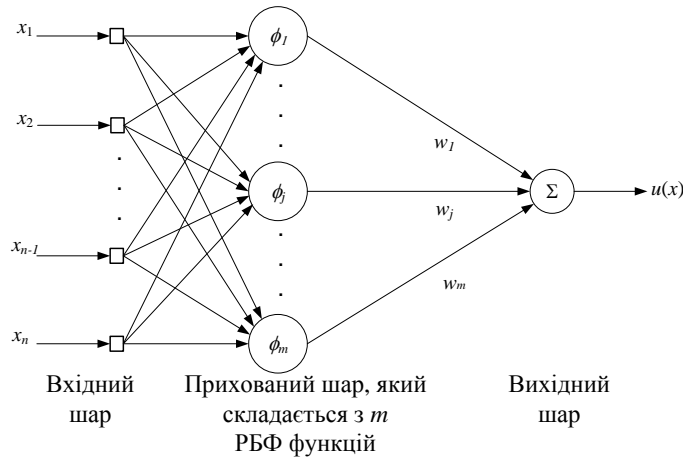 x1
x2
xn-1
xn
ϕ1
ϕj
ϕm
w1
wj
wm
Σ
u(x)
Вхідний
шар
Прихований шар, який
складається з m
РБФ функцій
Вихідний
шар